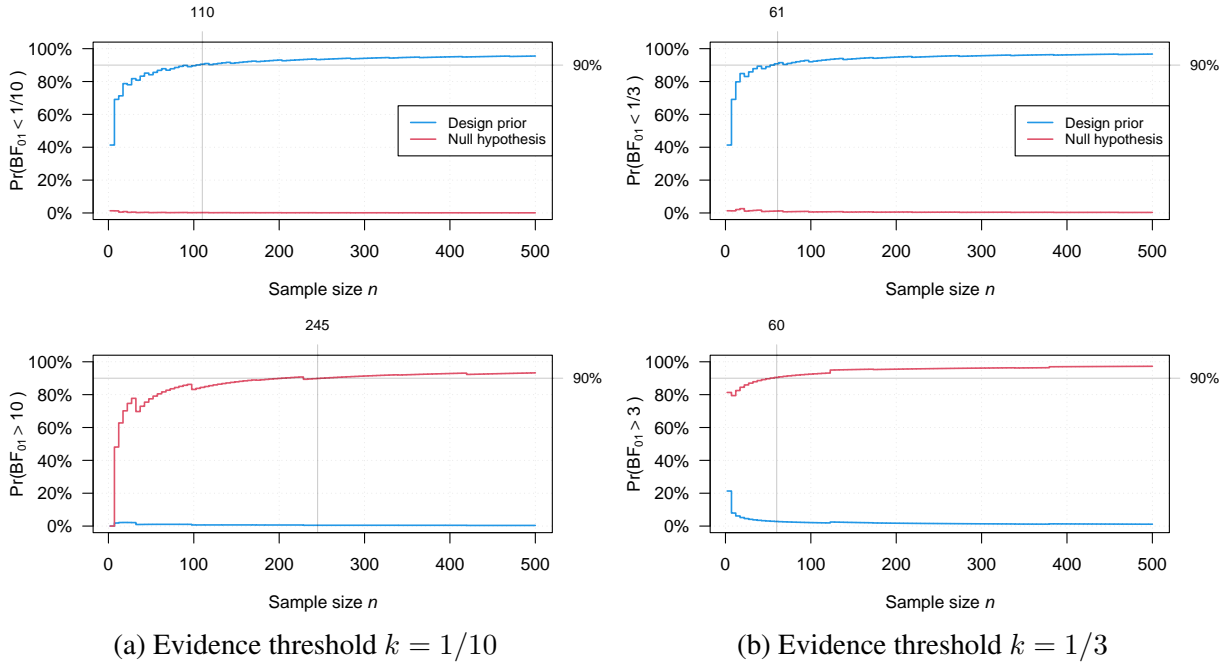 110
100%
80%
60%
40%
20%
0%
Pr(BF₀₁ < 1/10 )
90%
Design prior
Null hypothesis
0 100 200 300 400 500
Sample size n
61
100%
80%
60%
40%
20%
0%
Pr(BF₀₁ < 1/3 )
90%
Design prior
Null hypothesis
0 100 200 300 400 500
Sample size n
245
100%
80%
60%
40%
20%
0%
Pr(BF₀₁ > 10 )
90%
0 100 200 300 400 500
Sample size n
60
100%
80%
60%
40%
20%
0%
Pr(BF₀₁ > 3 )
90%
0 100 200 300 400 500
Sample size n
(a) Evidence threshold k = 1/10
(b) Evidence threshold k = 1/3